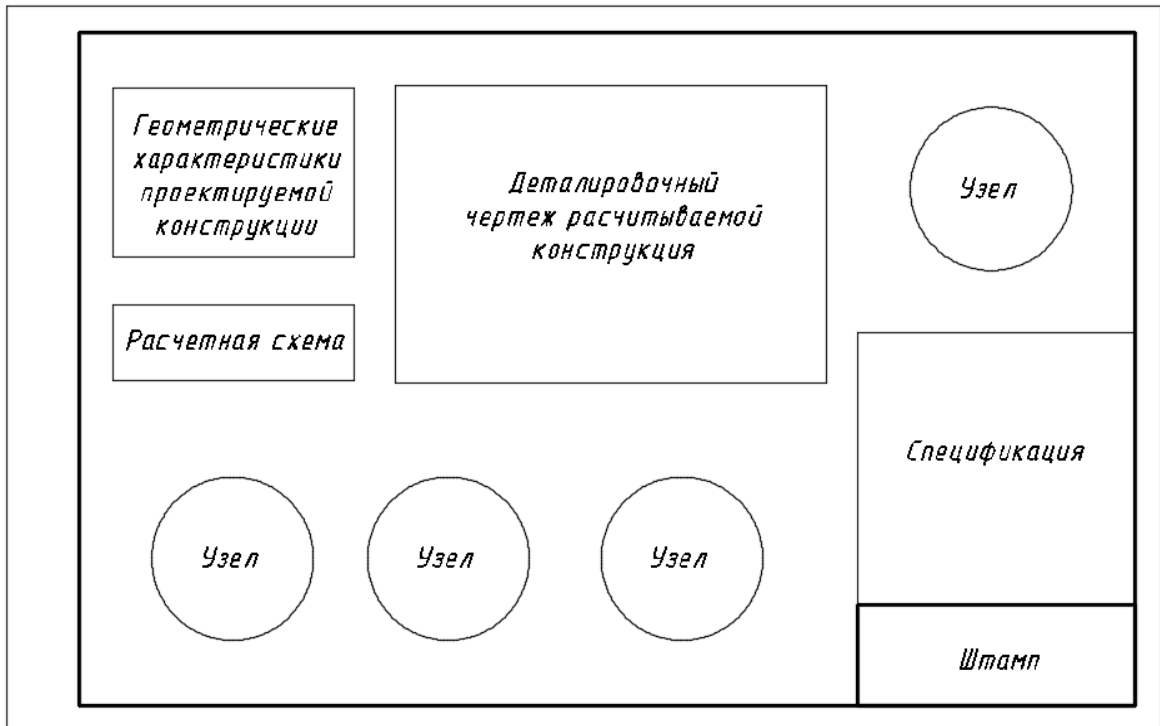 Геометрические
характеристики
проектируемой
конструкции
Деталировочный
чертеж расчитываемой
конструкция
Узел
Расчетная схема
Спецификация
Узел
Узел
Узел
Штамп